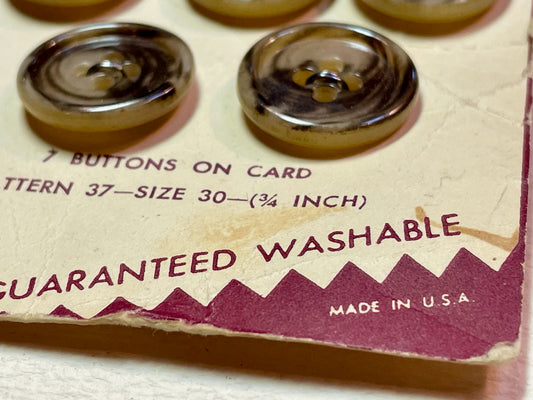 7 BUTTONS ON CARD
TTERN 37—SIZE 30—(¾ INCH)
GUARANTEED WASHABLE
MADE IN U.S.A.